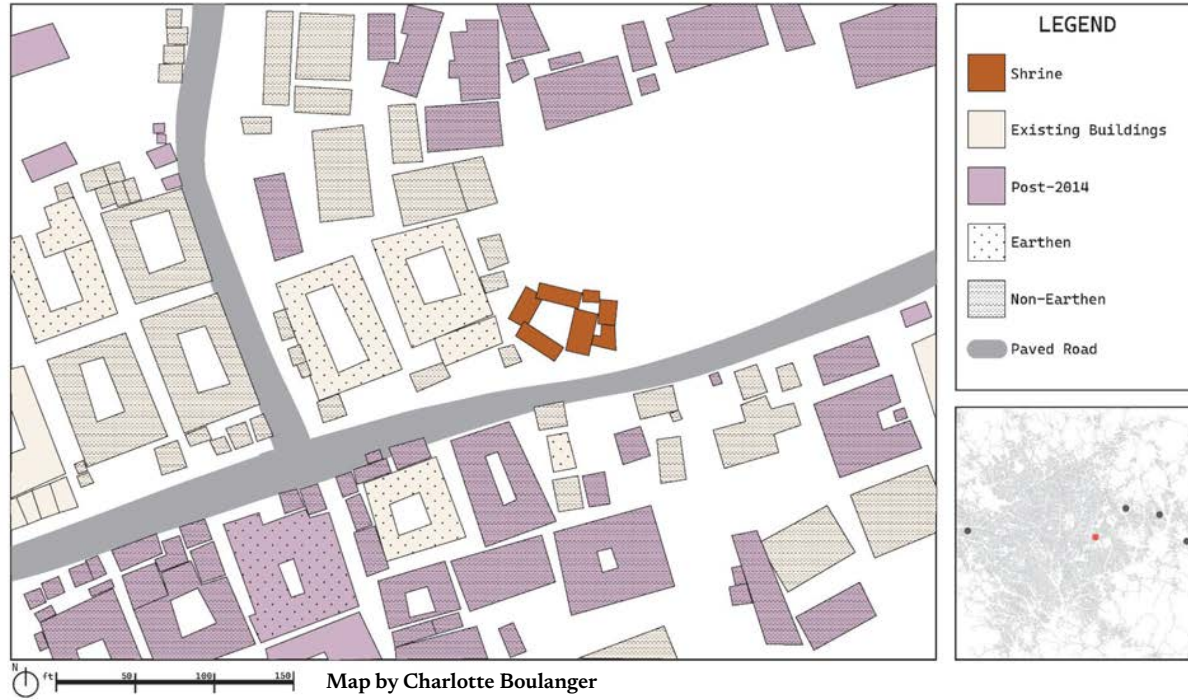 LEGEND
Shrine
Existing Buildings
Post-2014
Earthen
Non-Earthen
Paved Road
N
ft 50 100 150
Map by Charlotte Boulanger